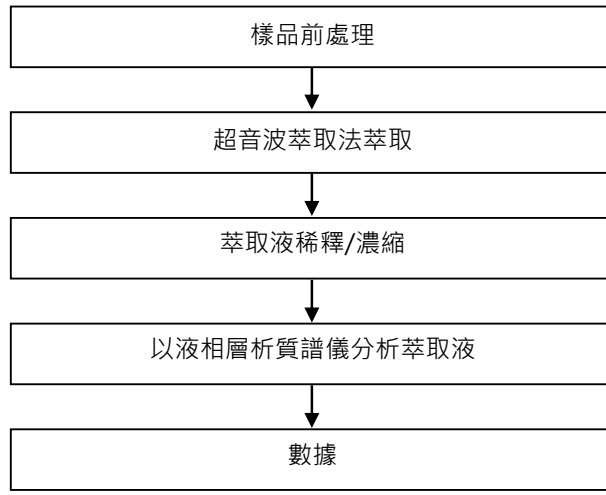 樣品前處理
超音波萃取法萃取
萃取液稀釋/濃縮
以液相層析質譜儀分析萃取液
數據